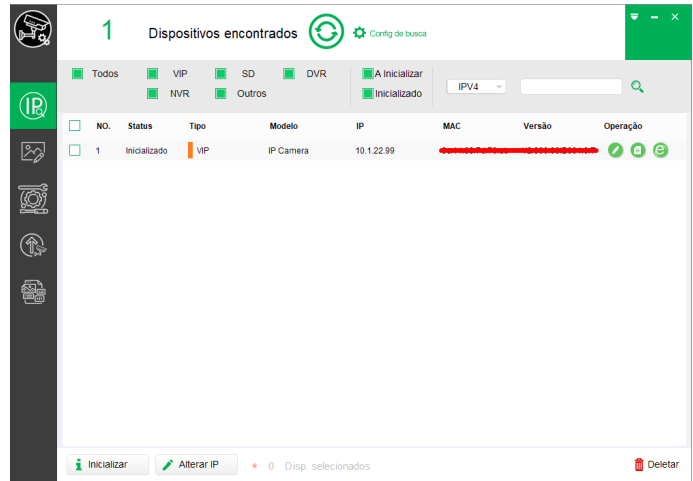 1 Dispositivos encontrados Config de busca
Todos VIP SD DVR A Inicializar
NVR Outros Inicializado
IPV4
IP
NO. Status Tipo Modelo IP MAC Versão Operação
1 Inicializado VIP IP Camera 10.1.22.99
Inicializar Alterar IP * 0 Disp. selecionados Deletar